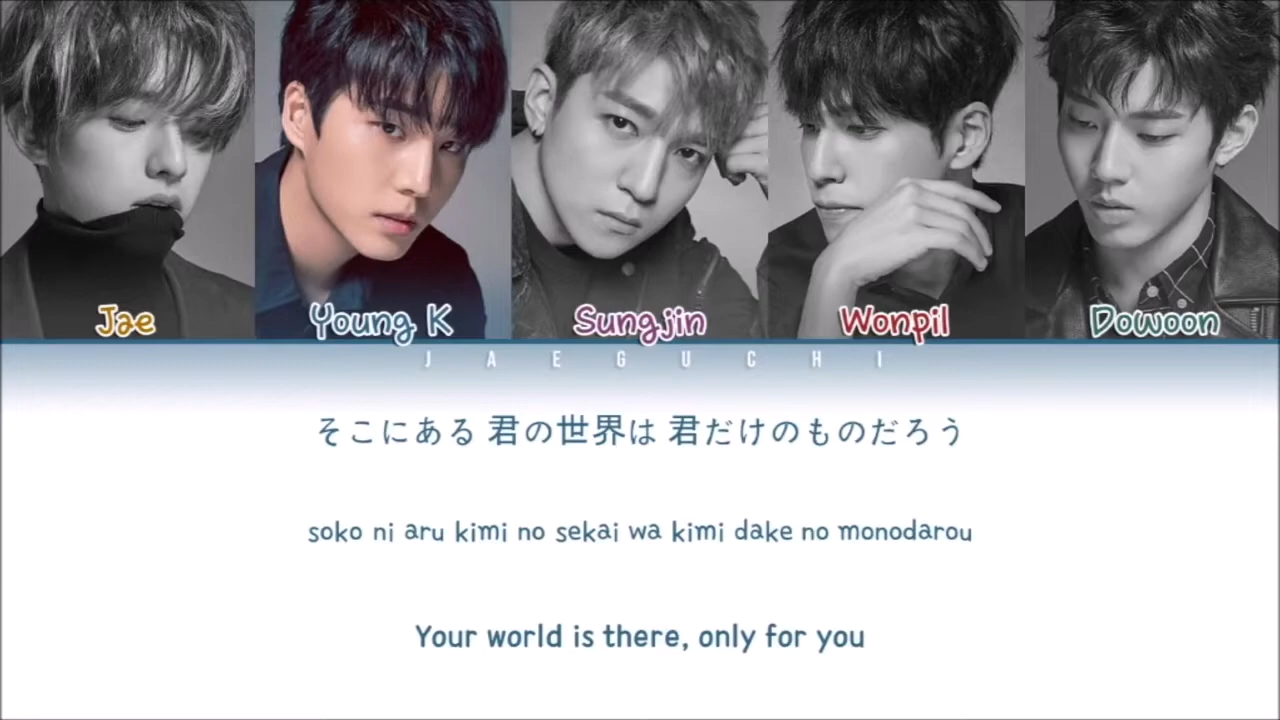 Jae Young K Sungjin Wonpil Dowoon
JAEGUCHI
そこにある 君の世界は 君だけのものだろう
soko ni aru kimi no sekai wa kimi dake no monodarou
Your world is there, only for you